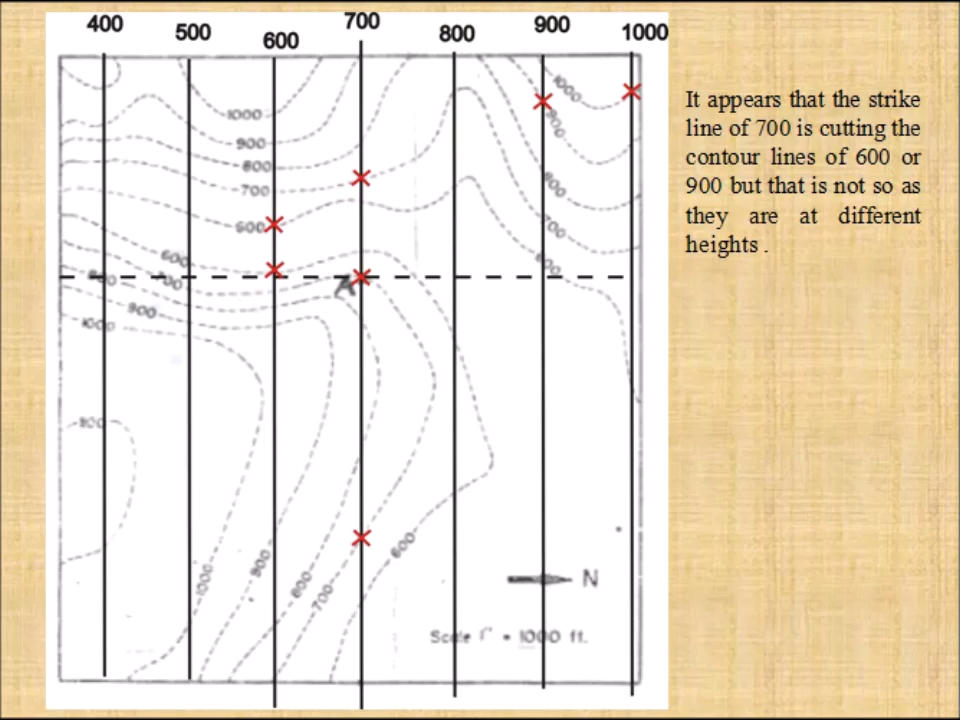 400
500
600
700
800
900
1000
It appears that the strike
line of 700 is cutting the
contour lines of 600 or
900 but that is not so as
they are at different
heights .
1000
900
800
700
600
1000
900
800
700
600
600
700
900
1000
A
1000
900
800
700
600
N
Scale 1" = 1000 ft.